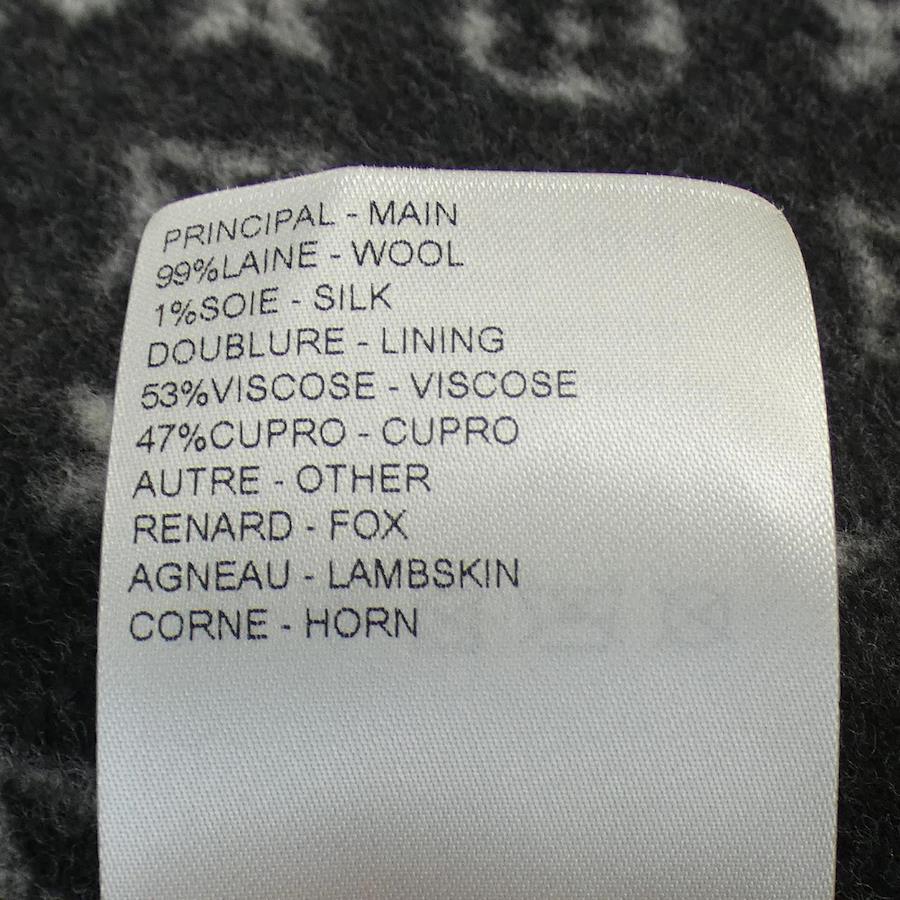 PRINCIPAL - MAIN
99%LAINE - WOOL
1%SOIE - SILK
DOUBLURE - LINING
53%VISCOSE - VISCOSE
47%CUPRO - CUPRO
AUTRE - OTHER
RENARD - FOX
AGNEAU - LAMBSKIN
CORNE - HORN